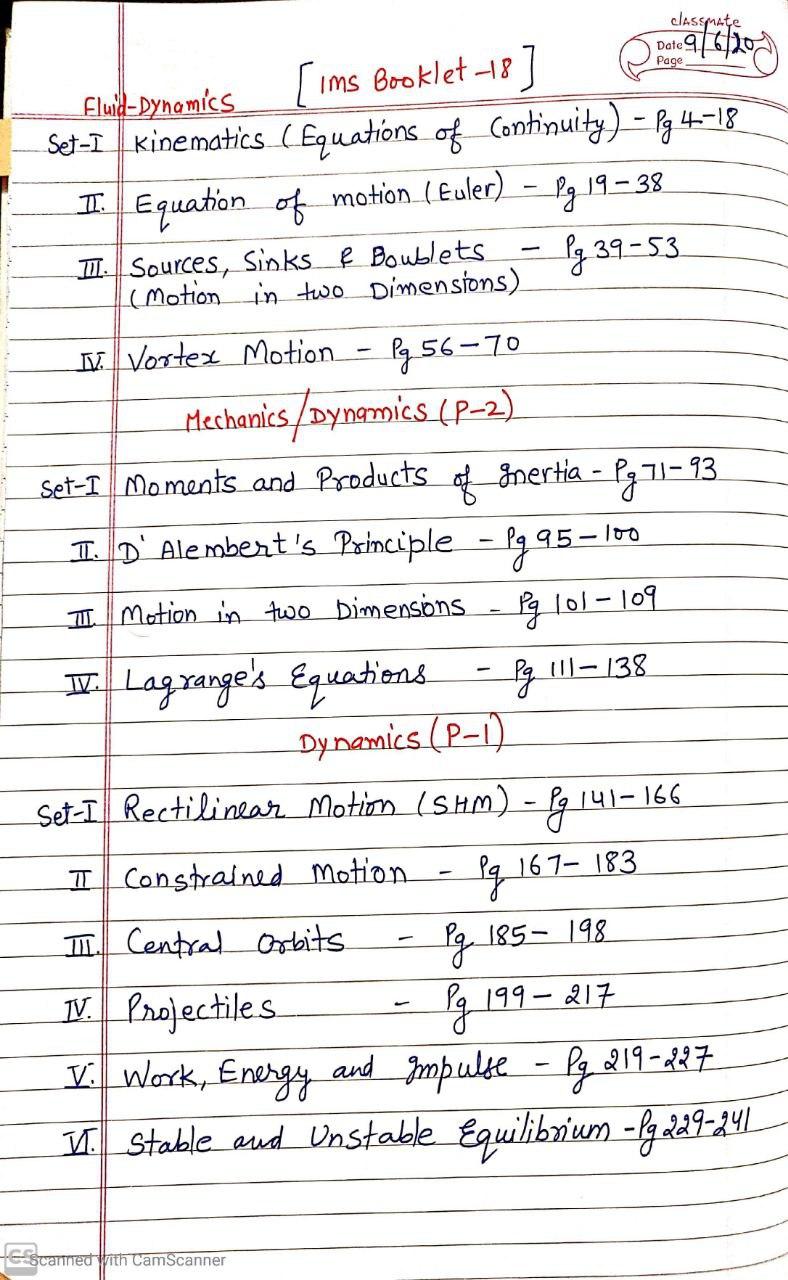 classmate
Date 9/6/20
Page
[IMS Booklet-18]
Fluid-Dynamics
Set-I Kinematics (Equations of Continuity) - Pg 4-18
II. Equation of motion (Euler) - Pg 19-38
III. Sources, Sinks & Doublets - Pg 39-53
(Motion in two Dimensions)
IV. Vortex Motion - Pg 56-70
Mechanics/Dynamics (P-2)
Set-I Moments and Products of Inertia - Pg 71-93
II. D'Alembert's Principle - Pg 95-100
III Motion in two Dimensions - Pg 101-109
IV. Lagrange's Equations - Pg 111-138
Dynamics (P-1)
Set-I Rectilinear Motion (SHM) - Pg 141-166
II Constrained Motion - Pg 167-183
III. Central Orbits - Pg 185-198
IV. Projectiles - Pg 199-217
V. Work, Energy and Impulse - Pg 219-227
VI. Stable and Unstable Equilibrium - Pg 229-241
CS Scanned with CamScanner